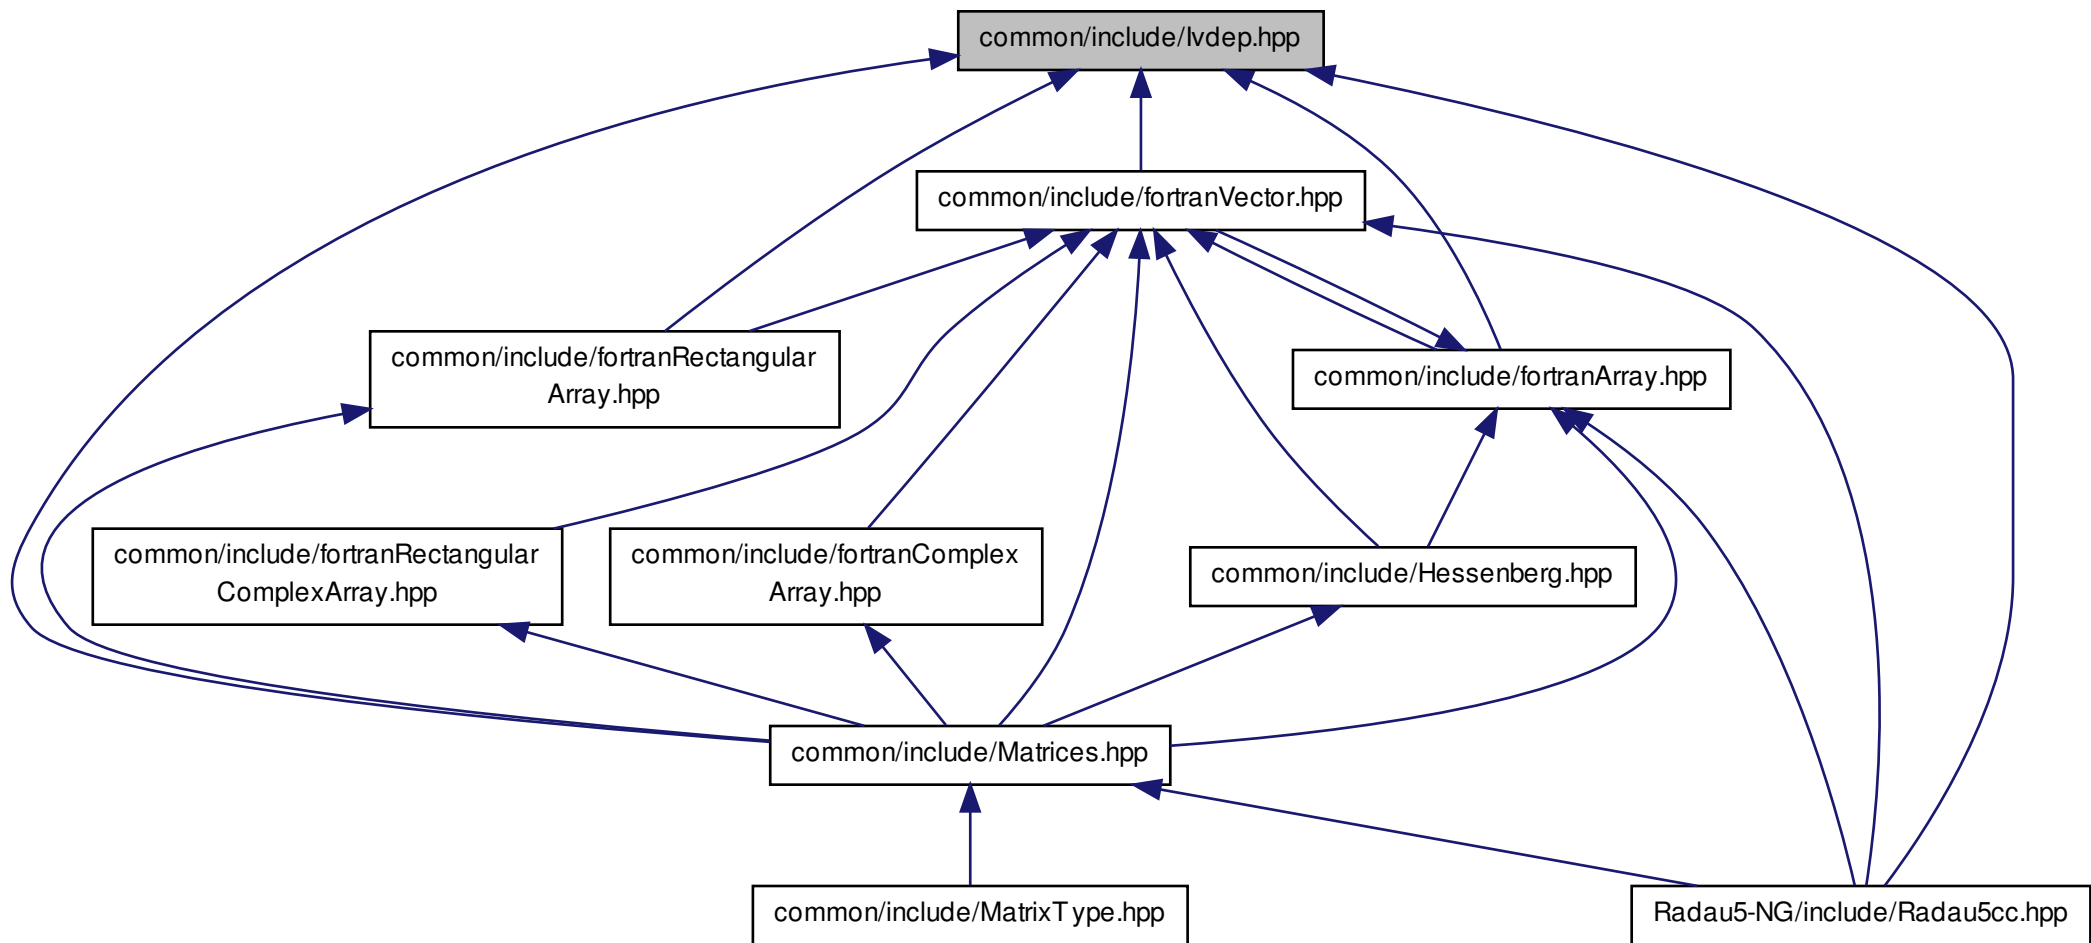 common/include/Ivdep.hpp
common/include/fortranVector.hpp
common/include/fortranRectangular
Array.hpp
common/include/fortranArray.hpp
common/include/fortranRectangular
ComplexArray.hpp
common/include/fortranComplex
Array.hpp
common/include/Hessenberg.hpp
common/include/Matrices.hpp
common/include/MatrixType.hpp
Radau5-NG/include/Radau5cc.hpp